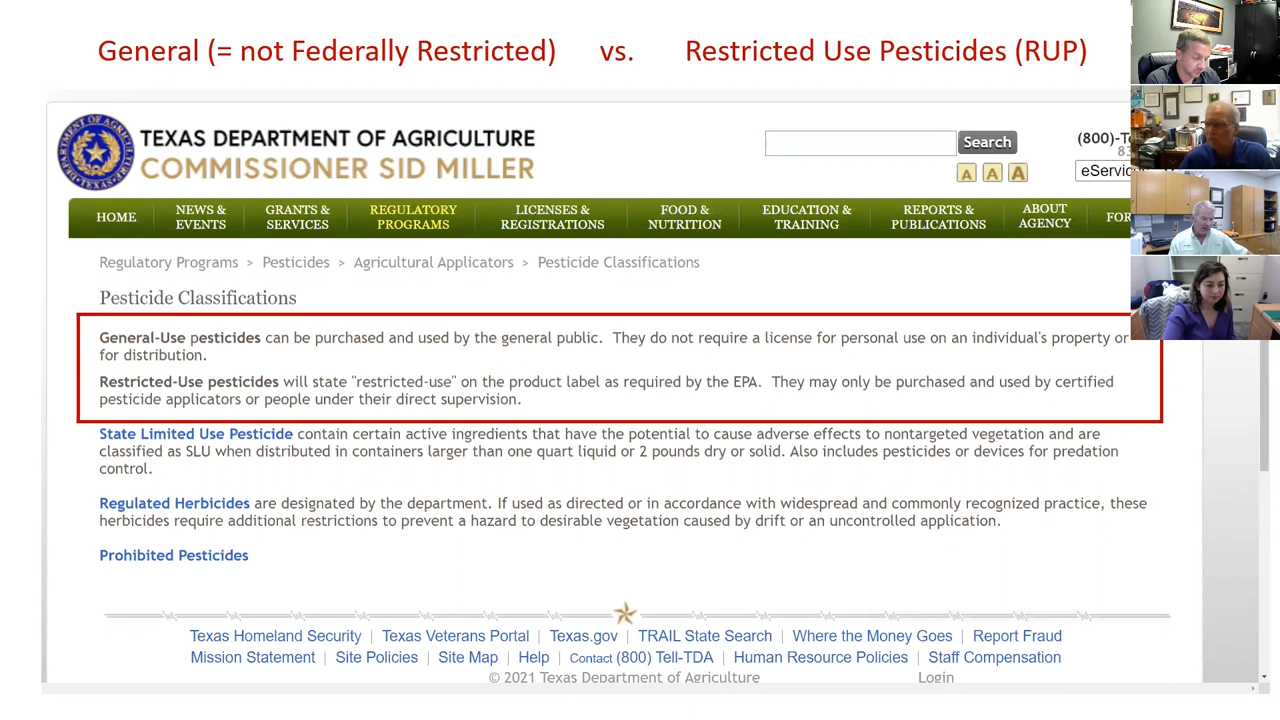 General (= not Federally Restricted) vs. Restricted Use Pesticides (RUP)
TEXAS DEPARTMENT OF AGRICULTURE
COMMISSIONER SID MILLER
Search
(800)-T
A A A
eServic
HOME
NEWS &
EVENTS
GRANTS &
SERVICES
REGULATORY
PROGRAMS
LICENSES &
REGISTRATIONS
FOOD &
NUTRITION
EDUCATION &
TRAINING
REPORTS &
PUBLICATIONS
ABOUT
AGENCY
FOR
Regulatory Programs > Pesticides > Agricultural Applicators > Pesticide Classifications
Pesticide Classifications
General-Use pesticides can be purchased and used by the general public. They do not require a license for personal use on an individual's property or
for distribution.
Restricted-Use pesticides will state "restricted-use" on the product label as required by the EPA. They may only be purchased and used by certified
pesticide applicators or people under their direct supervision.
State Limited Use Pesticide contain certain active ingredients that have the potential to cause adverse effects to nontargeted vegetation and are
classified as SLU when distributed in containers larger than one quart liquid or 2 pounds dry or solid. Also includes pesticides or devices for predation
control.
Regulated Herbicides are designated by the department. If used as directed or in accordance with widespread and commonly recognized practice, these
herbicides require additional restrictions to prevent a hazard to desirable vegetation caused by drift or an uncontrolled application.
Prohibited Pesticides
Texas Homeland Security | Texas Veterans Portal | Texas.gov | TRAIL State Search | Where the Money Goes | Report Fraud
Mission Statement | Site Policies | Site Map | Help | Contact (800) Tell-TDA | Human Resource Policies | Staff Compensation
© 2021 Texas Department of Agriculture Login